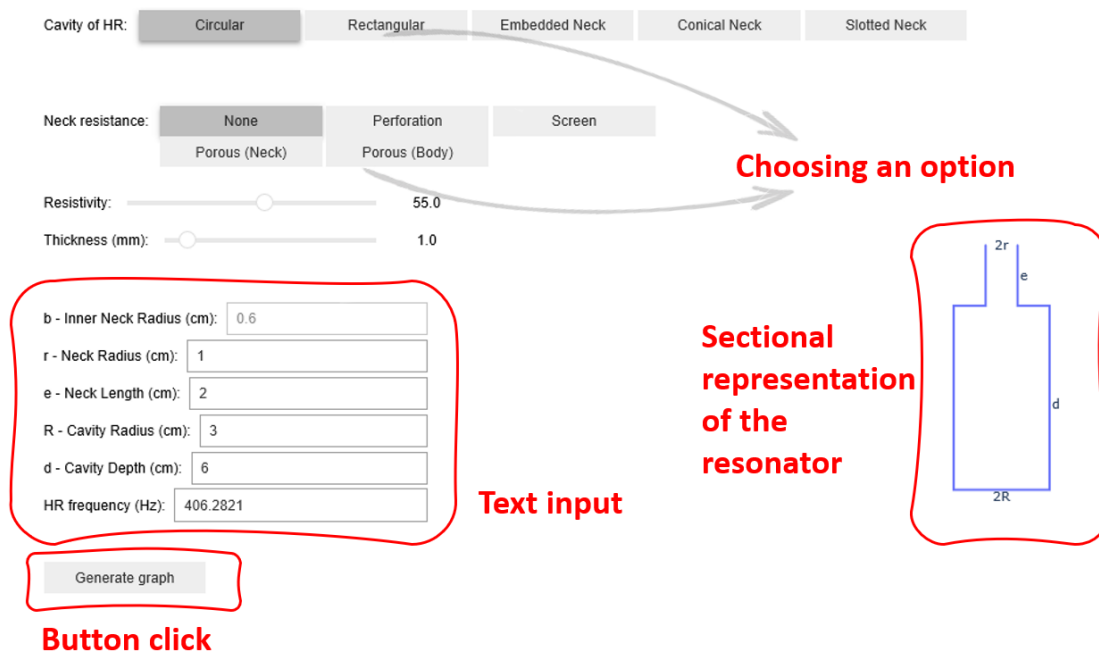 Cavity of HR: Circular Rectangular Embedded Neck Conical Neck Slotted Neck
Neck resistance: None Perforation Screen
Porous (Neck) Porous (Body)
Choosing an option
Resistivity: 55.0
Thickness (mm): 1.0
2r
e
b - Inner Neck Radius (cm): 0.6
r - Neck Radius (cm): 1
e - Neck Length (cm): 2
R - Cavity Radius (cm): 3
d - Cavity Depth (cm): 6
HR frequency (Hz): 406.2821
Text input
Sectional
representation
of the
resonator
d
2R
Generate graph
Button click